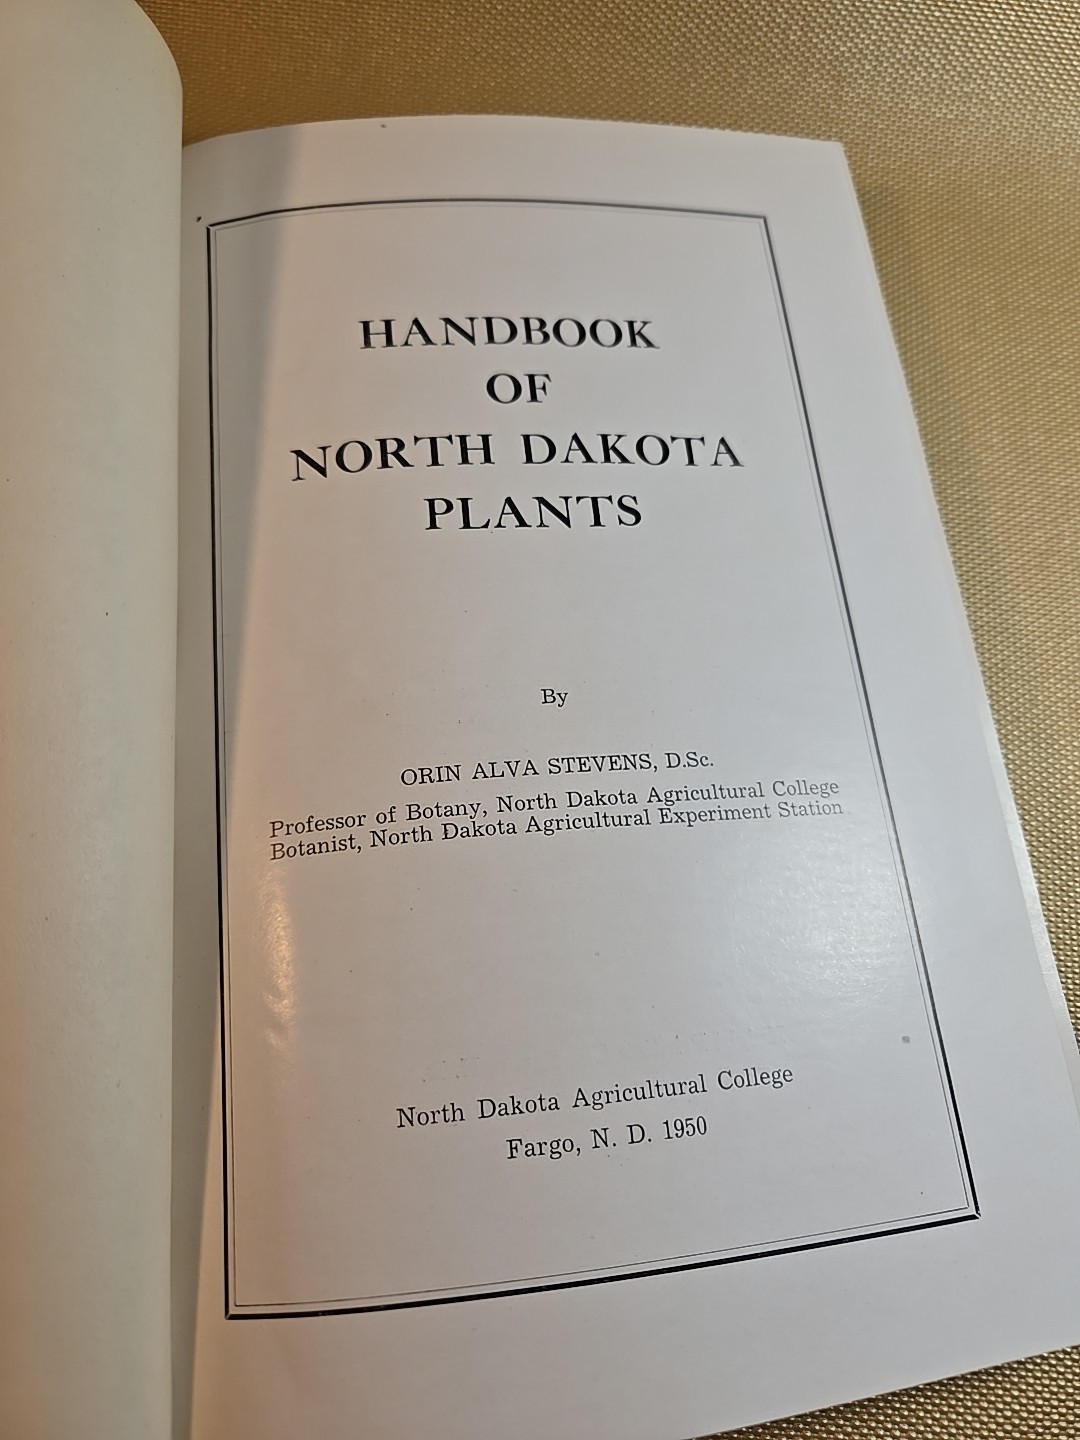 HANDBOOK
OF
NORTH DAKOTA
PLANTS
By
ORIN ALVA STEVENS, D.Sc.
Professor of Botany, North Dakota Agricultural College
Botanist, North Dakota Agricultural Experiment Station
North Dakota Agricultural College
Fargo, N. D. 1950